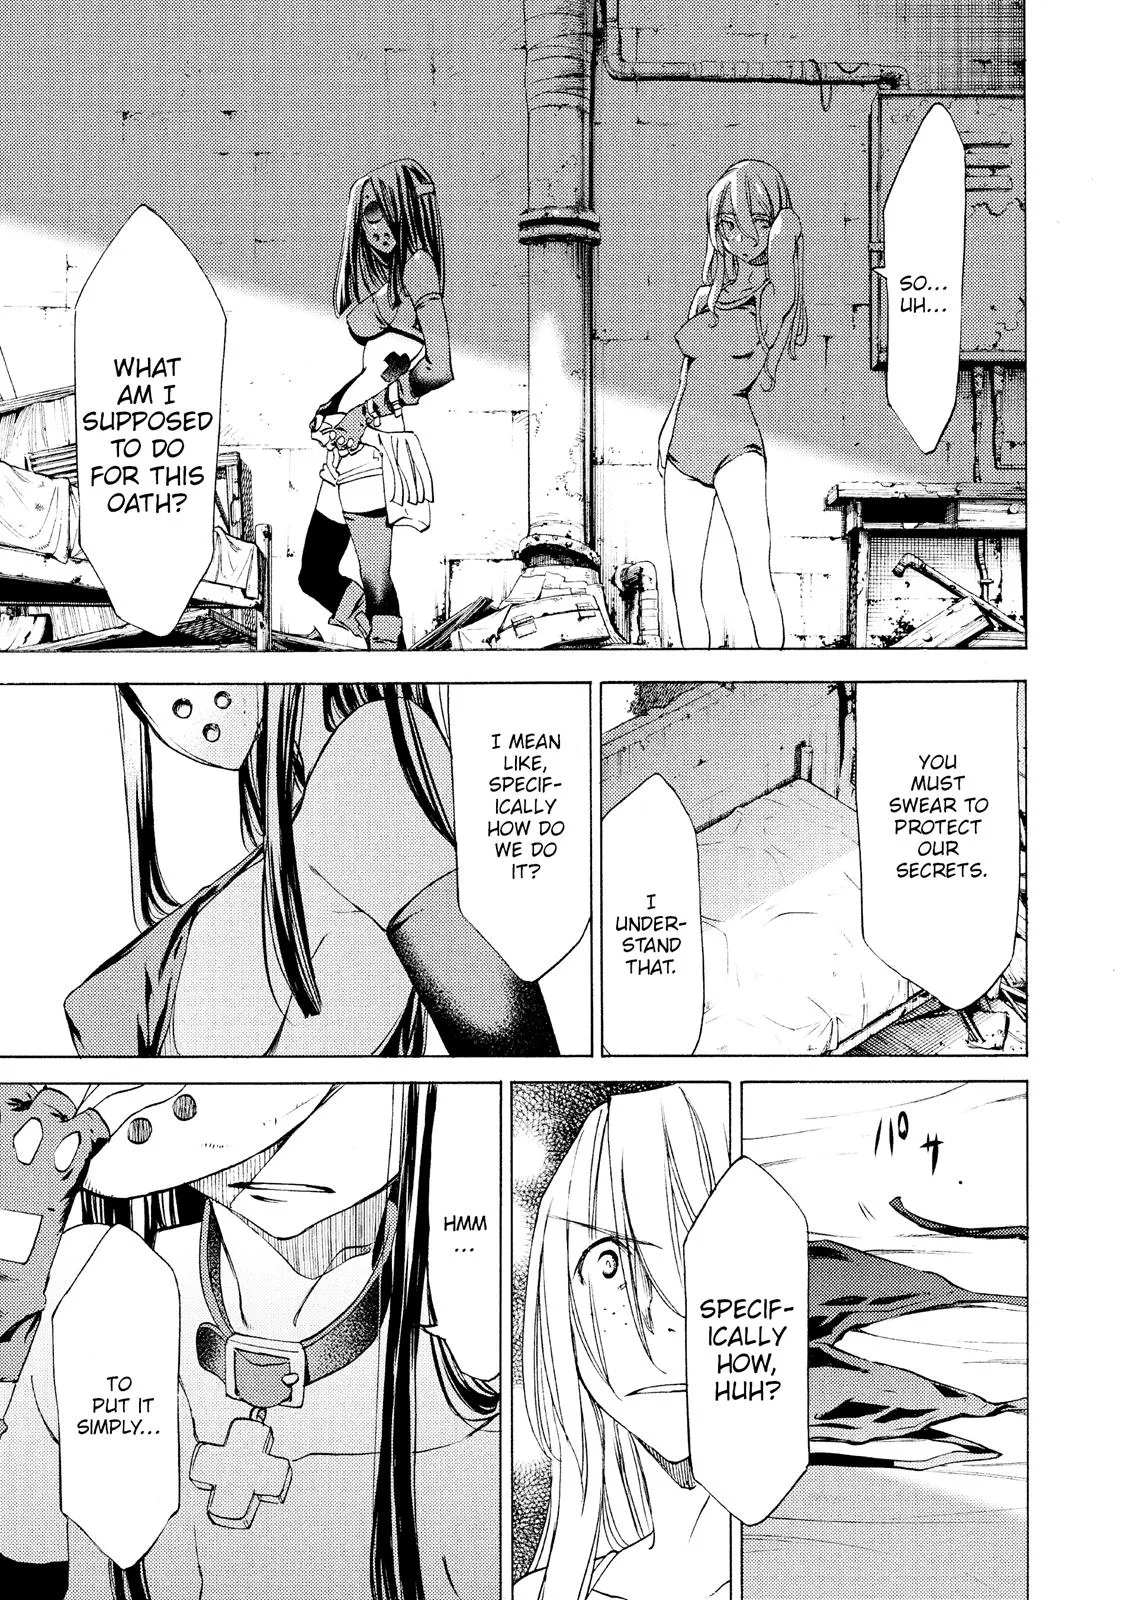 SO...
UH...
WHAT
AM I
SUPPOSED
TO DO
FOR THIS
OATH?
YOU
MUST
SWEAR TO
PROTECT
OUR
SECRETS.
I
UNDER-
STAND
THAT.
I MEAN
LIKE,
SPECIF-
ICALLY
HOW DO
WE DO
IT?
パサ
SPECIF-
ICALLY
HOW,
HUH?
HMM
...
TO
PUT IT
SIMPLY...